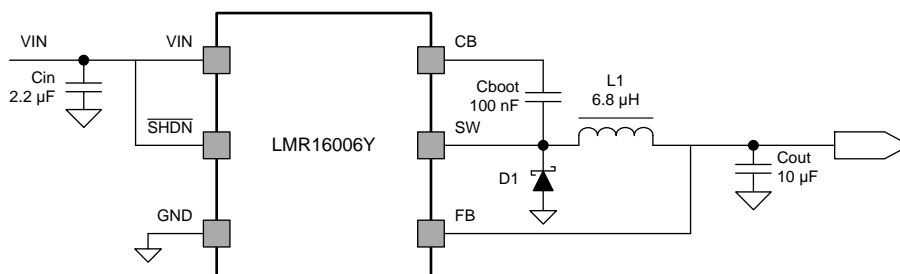 VIN
VIN
CB
L1
6.8 µH
Cin
2.2 µF
Cboot
100 nF
SHDN
LMR16006Y
SW
Cout
10 µF
D1
GND
FB